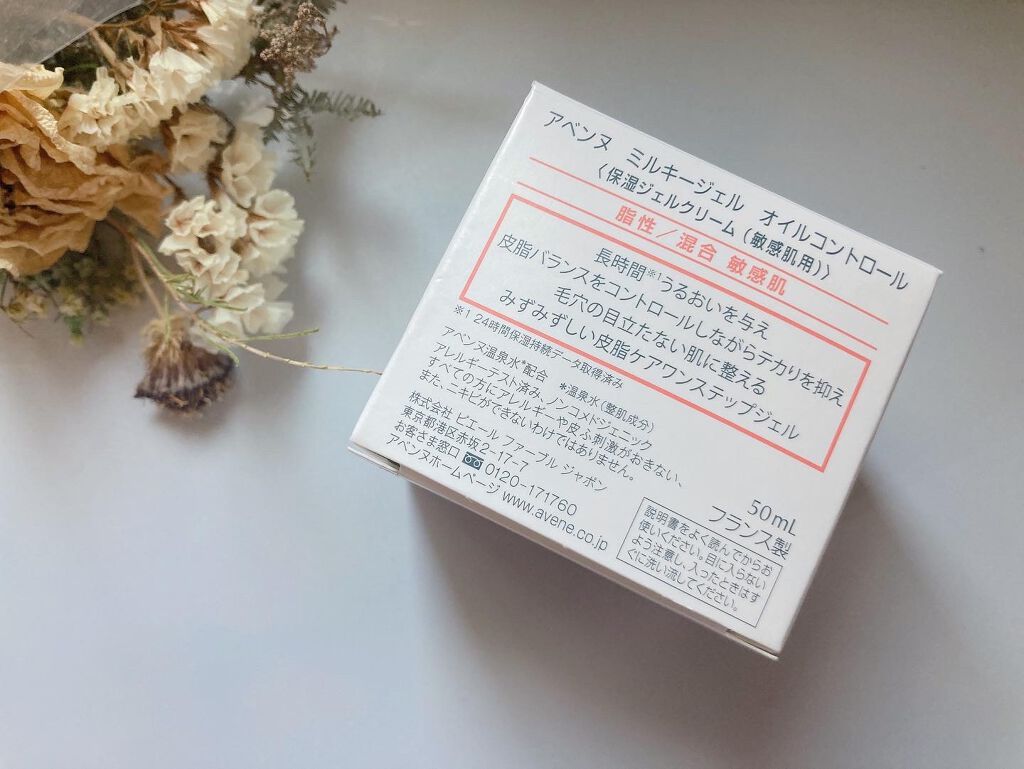 アベンヌ ミルキージェル オイルコントロール
〈保湿ジェルクリーム(敏感肌用)〉
脂性/混合 敏感肌
長時間※1うるおいを与え
皮脂バランスをコントロールしながらテカリを抑え
毛穴の目立たない肌に整える
みずみずしい皮脂ケアワンステップジェル
※1 24時間保湿持続データ取得済み
アベンヌ温泉水*配合 *温泉水(整肌成分)
アレルギーテスト済み、ノンコメドジェニック
すべての方にアレルギーや皮ふ刺激がおきない、
また、ニキビができないわけではありません。
株式会社 ピエール ファーブル ジャポン
東京都港区赤坂2-17-7
お客さま窓口 0120-171760
アベンヌホームページ www.avene.co.jp
50mL
フランス製
説明書をよく読んでからお
使いください。目に入らない
よう注意し、入ったときはす
ぐに洗い流してください。